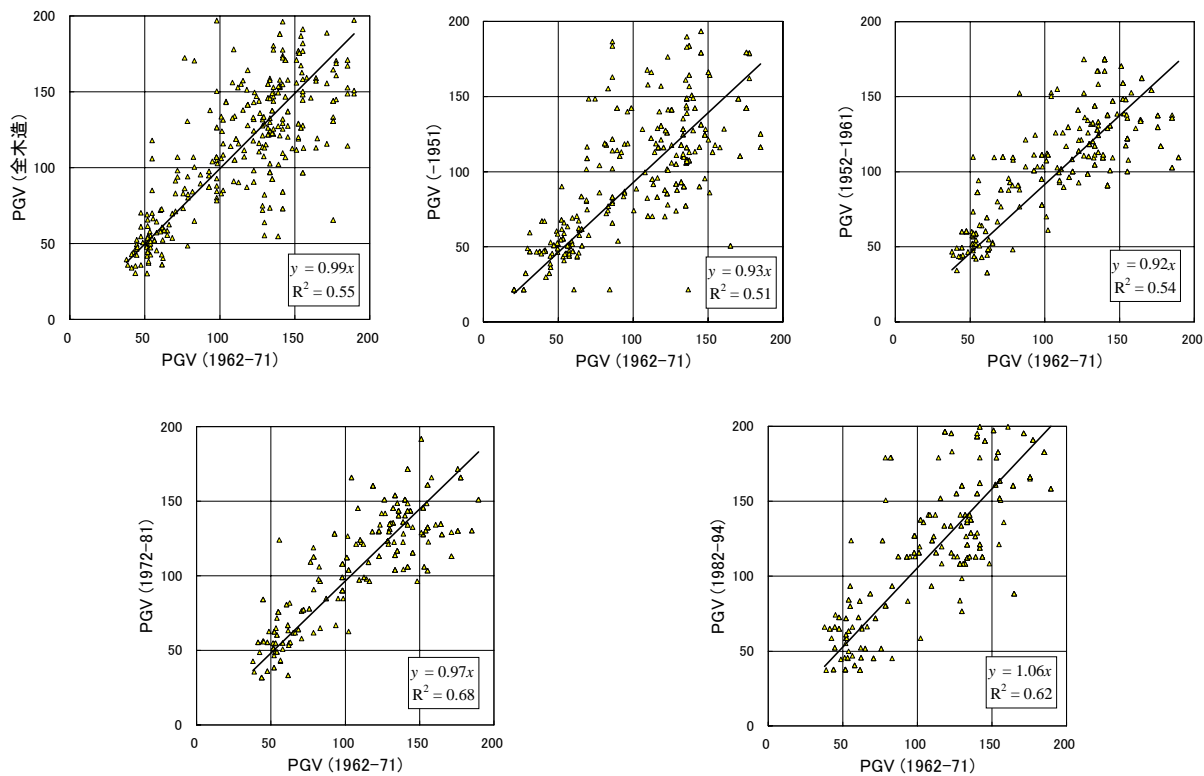 200
150
100
50
0
PGV (全木造)
y = 0.99x
R² = 0.55
0 50 100 150 200
PGV (1962-71)
200
150
100
50
0
PGV (-1951)
y = 0.93x
R² = 0.51
0 50 100 150 200
PGV (1962-71)
200
150
100
50
0
PGV (1952-1961)
y = 0.92x
R² = 0.54
0 50 100 150 200
PGV (1962-71)
200
150
100
50
0
PGV (1972-81)
y = 0.97x
R² = 0.68
0 50 100 150 200
PGV (1962-71)
200
150
100
50
0
PGV (1982-94)
y = 1.06x
R² = 0.62
0 50 100 150 200
PGV (1962-71)